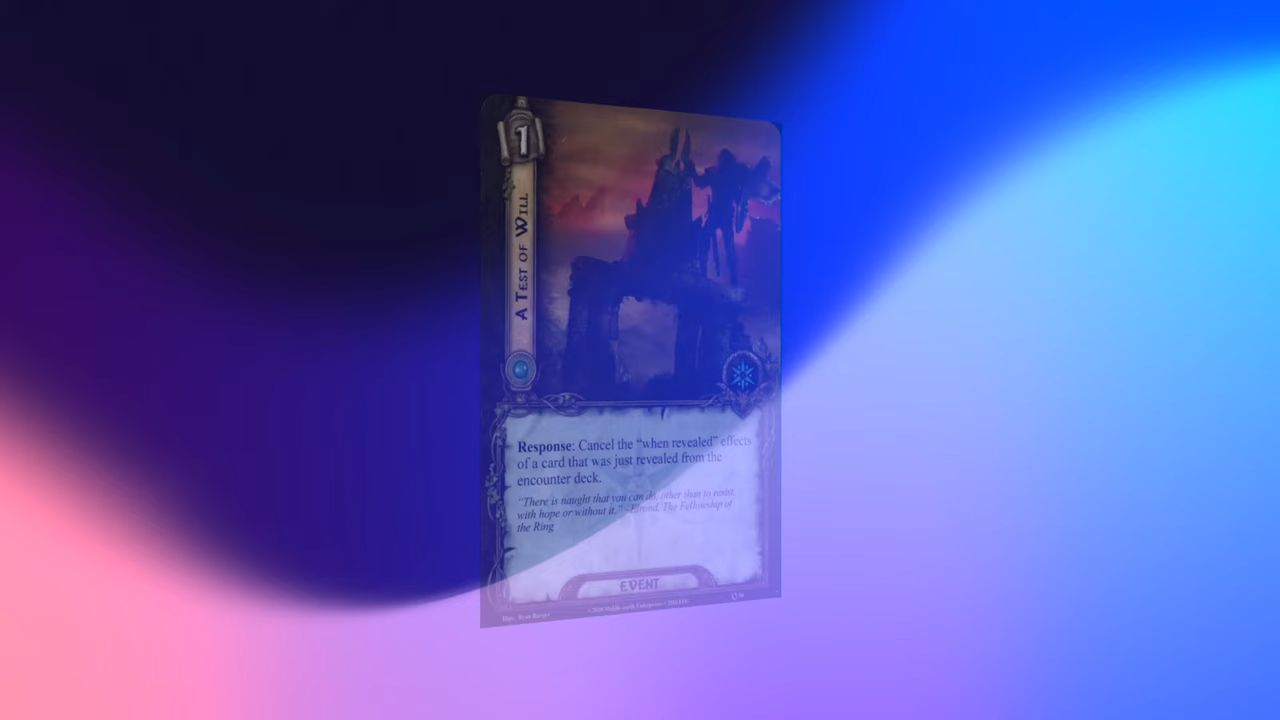 1
A TEST OF WILL
Response: Cancel the “when revealed” effects
of a card that was just revealed from the
encounter deck.
“There is naught that you can do, other than to resist,
with hope or without it.” –Elrond, The Fellowship of
the Ring
EVENT